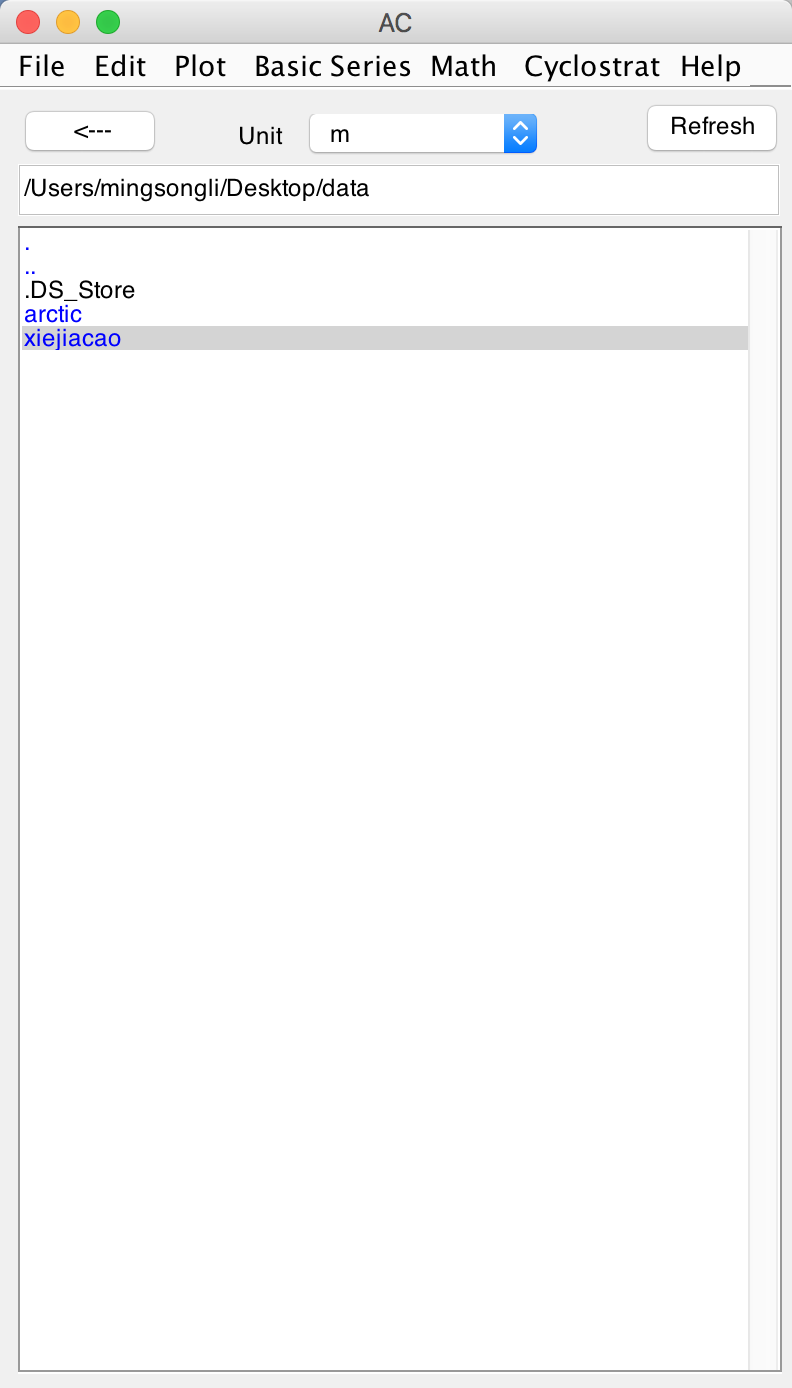 AC
File Edit Plot Basic Series Math Cyclostrat Help
<--- Unit m Refresh
/Users/mingsongli/Desktop/data
.
..
.DS_Store
arctic
xiejiacao